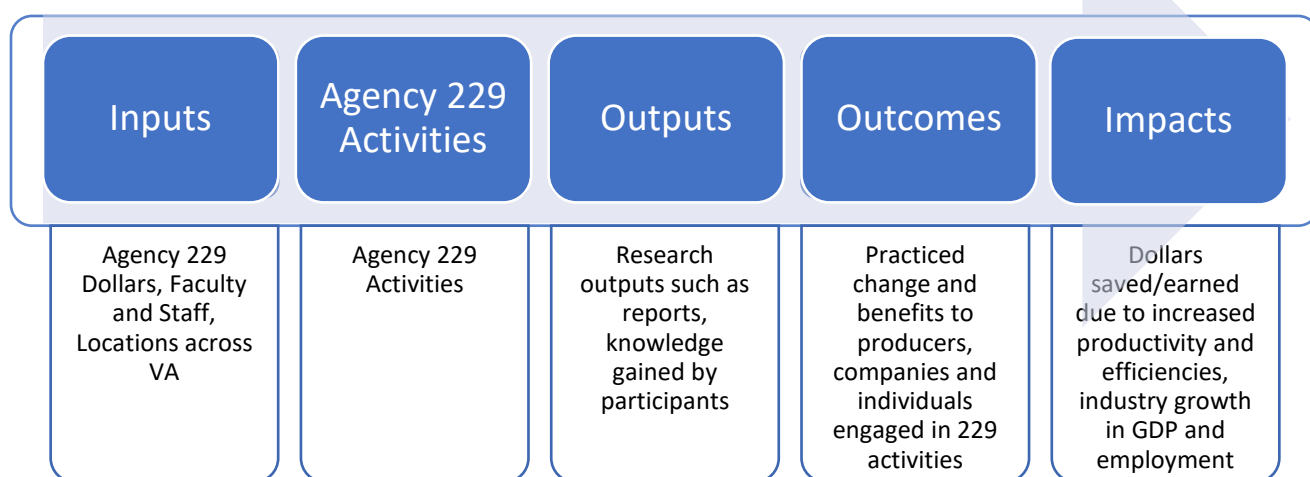 Inputs
Agency 229
Activities
Outputs
Outcomes
Impacts
Agency 229
Dollars, Faculty
and Staff,
Locations across
VA
Agency 229
Activities
Research
outputs such as
reports,
knowledge
gained by
participants
Practiced
change and
benefits to
producers,
companies and
individuals
engaged in 229
activities
Dollars
saved/earned
due to increased
productivity and
efficiencies,
industry growth
in GDP and
employment